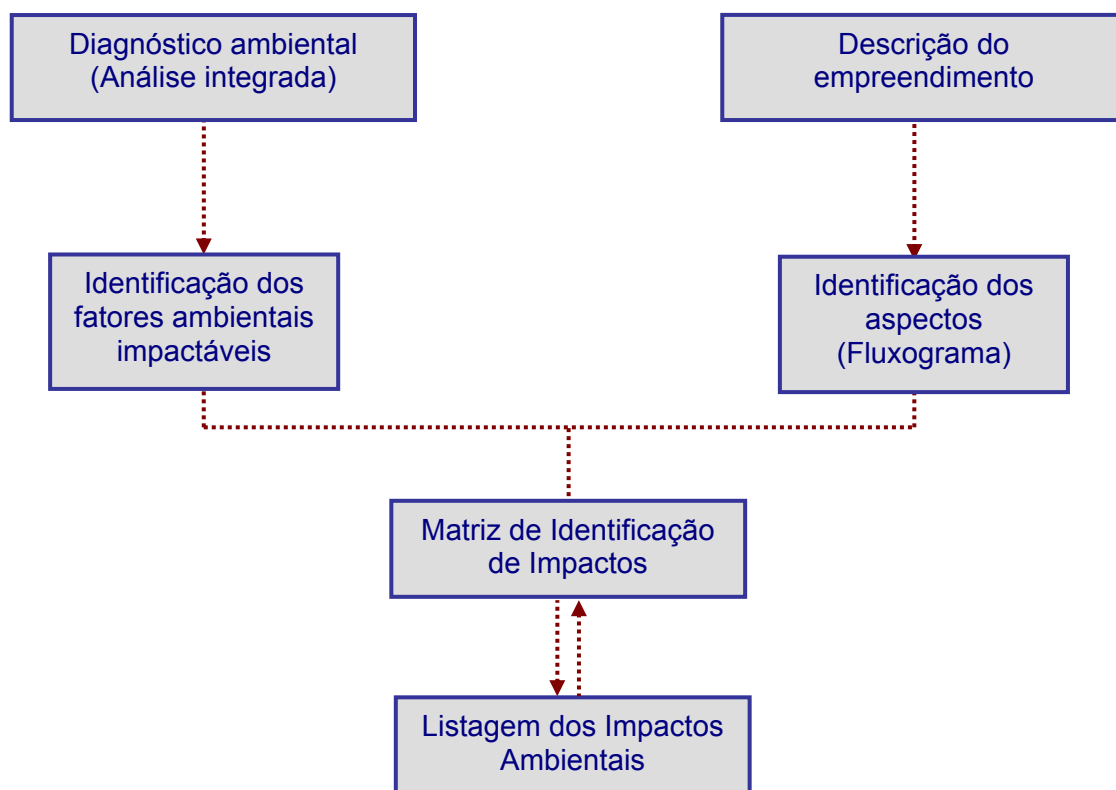 Diagnóstico ambiental
(Análise integrada)
Descrição do
empreendimento
Identificação dos
fatores ambientais
impactáveis
Identificação dos
aspectos
(Fluxograma)
Matriz de Identificação
de Impactos
Listagem dos Impactos
Ambientais